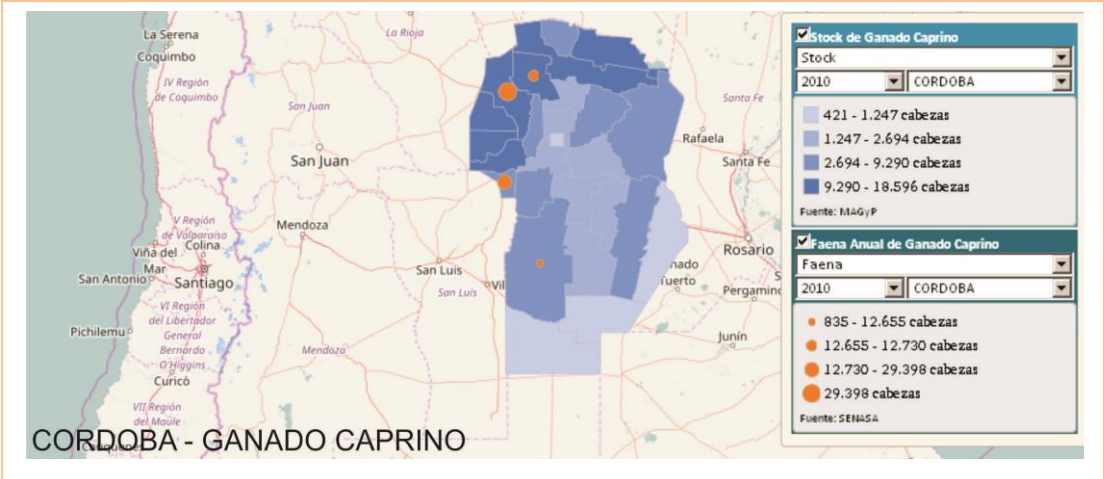 La Serena
Coquimbo
La Rioja
IV Región
de Coquimbo
San Juan
San Juan
Santa Fe
Rafaela
Santa Fe
V Región
de Valparaíso
Viña del
Mar
Colina
San Antonio
Santiago
Mendoza
San Luis
San Luis
Vil
Rosario
nado
uerto
Pergamino
S
VI Región
del Libertador
General
Bernardo
O'Higgins
Pichilemu
Curicó
Mendoza
Junín
VII Región
del Maule
Cauquenes
CORDOBA - GANADO CAPRINO
Stock de Ganado Caprino
Stock
2010 CORDOBA
421 - 1.247 cabezas
1.247 - 2.694 cabezas
2.694 - 9.290 cabezas
9.290 - 18.596 cabezas
Fuente: MAGyP
Faena Anual de Ganado Caprino
Faena
2010 CORDOBA
835 - 12.655 cabezas
12.655 - 12.730 cabezas
12.730 - 29.398 cabezas
29.398 cabezas
Fuente: SENASA